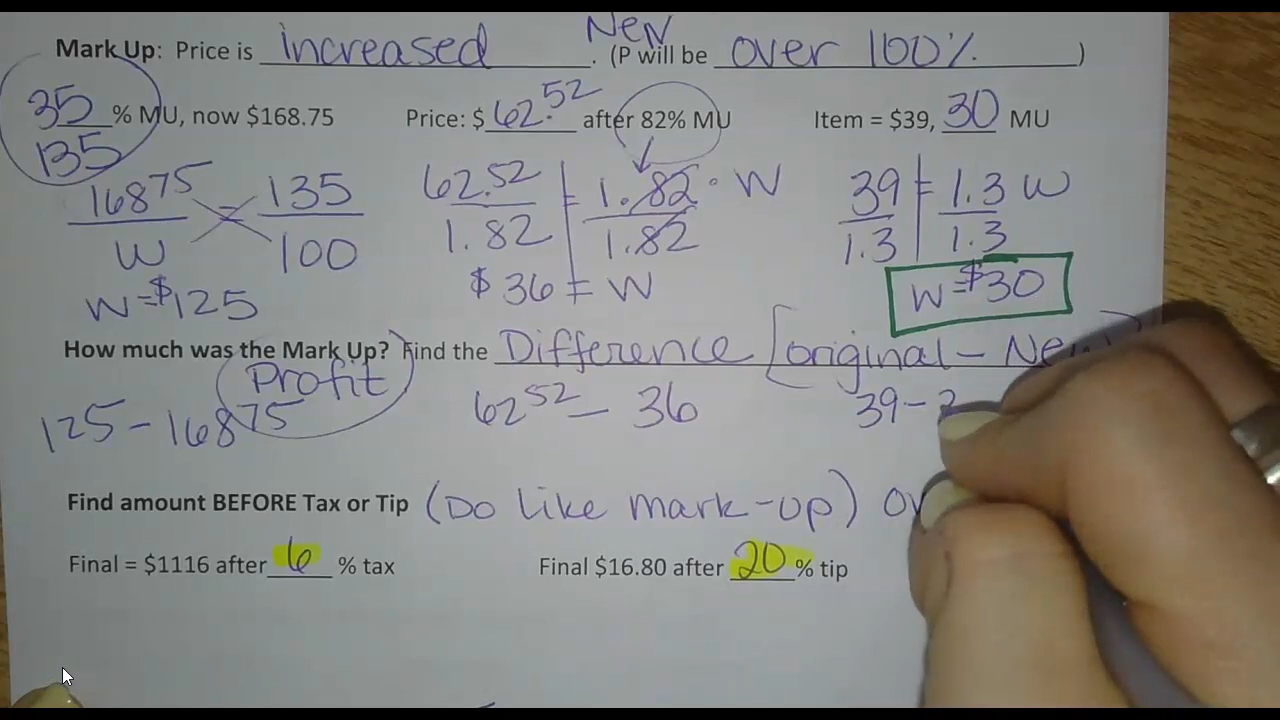 New
Mark Up: Price is increased. (P will be over 100%)
35 % MU, now $168.75 Price: $ 62.52 after 82% MU Item = $39, 30 MU
135
168 75 135 62.52 = 1.82 · W 39 = 1.3 W
W 100 1.82 1.82 1.3 1.3
W = $125 $36 = W W = $30
How much was the Mark Up? Find the Difference [original - New]
Profit
125 - 168 75 62 52 - 36 39 -
Find amount BEFORE Tax or Tip (Do like mark-up)
Final = $1116 after 6 % tax Final $16.80 after 20 % tip